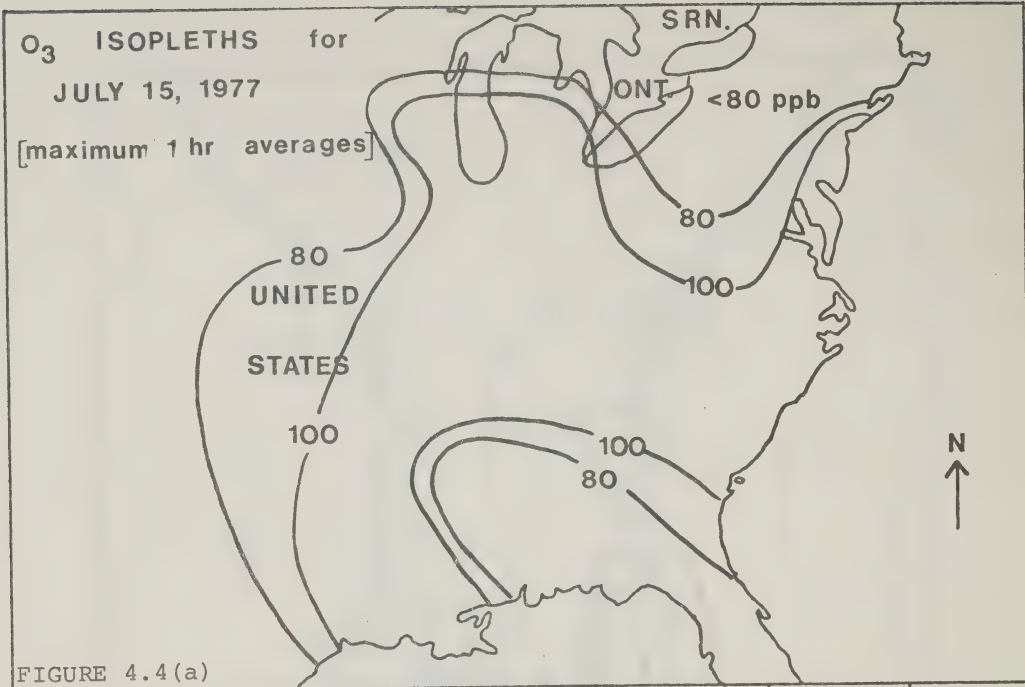 O3 ISOPLETHS for
JULY 15, 1977
[maximum 1 hr averages]
SRN.
ONT.
<80 ppb
80
100
80
UNITED
STATES
100
100
80
N
FIGURE 4.4(a)